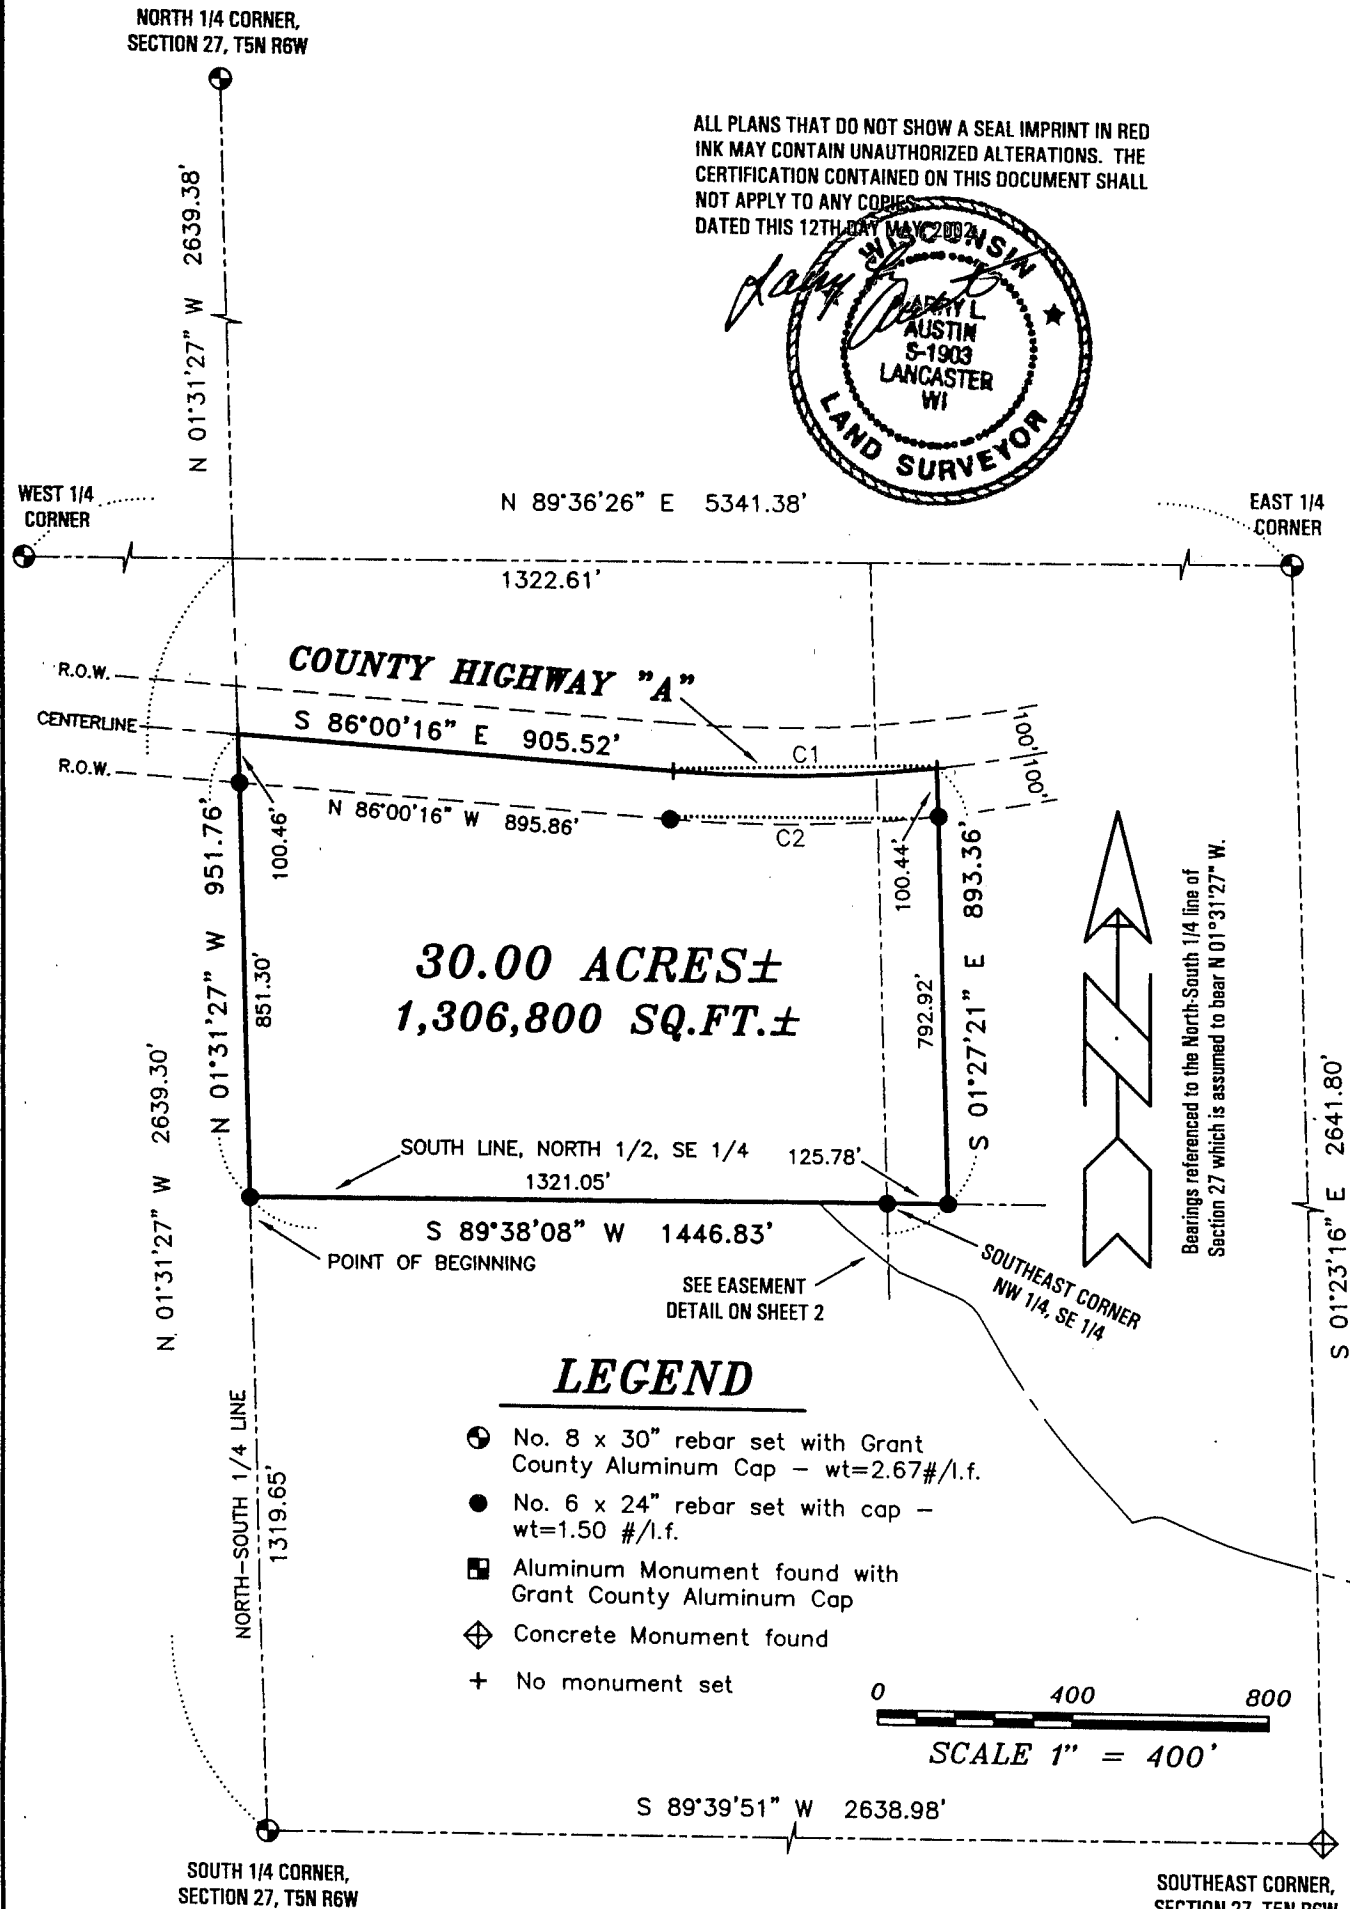 NORTH 1/4 CORNER,
SECTION 27, T5N R6W
N 01°31'27" W 2639.38'
ALL PLANS THAT DO NOT SHOW A SEAL IMPRINT IN RED
INK MAY CONTAIN UNAUTHORIZED ALTERATIONS. THE
CERTIFICATION CONTAINED ON THIS DOCUMENT SHALL
NOT APPLY TO ANY COPIES.
DATED THIS 12TH DAY MAY, 2002.
WISCONSIN
LARRY L.
AUSTIN
S-1903
LANCASTER
WI
LAND SURVEYOR
WEST 1/4
CORNER
N 89°36'26" E 5341.38'
EAST 1/4
CORNER
1322.61'
COUNTY HIGHWAY "A"
R.O.W.
CENTERLINE
R.O.W.
S 86°00'16" E 905.52'
C1
100'
100'
N 86°00'16" W 895.86'
C2
100.46'
N 01°31'27" W 951.76'
851.30'
100.44'
792.92'
S 01°27'21" E 893.36'
30.00 ACRES±
1,306,800 SQ.FT.±
Bearings referenced to the North-South 1/4 line of
Section 27 which is assumed to bear N 01°31'27" W.
N 01°31'27" W 2639.30'
SOUTH LINE, NORTH 1/2, SE 1/4
125.78'
1321.05'
S 89°38'08" W 1446.83'
POINT OF BEGINNING
SEE EASEMENT
DETAIL ON SHEET 2
SOUTHEAST CORNER
NW 1/4, SE 1/4
S 01°23'16" E 2641.80'
NORTH-SOUTH 1/4 LINE
1319.65'
LEGEND
No. 8 x 30" rebar set with Grant
County Aluminum Cap - wt=2.67#/l.f.
No. 6 x 24" rebar set with cap -
wt=1.50 #/l.f.
Aluminum Monument found with
Grant County Aluminum Cap
Concrete Monument found
+ No monument set
0 400 800
SCALE 1" = 400'
S 89°39'51" W 2638.98'
SOUTH 1/4 CORNER,
SECTION 27, T5N R6W
SOUTHEAST CORNER,
SECTION 27, T5N R6W